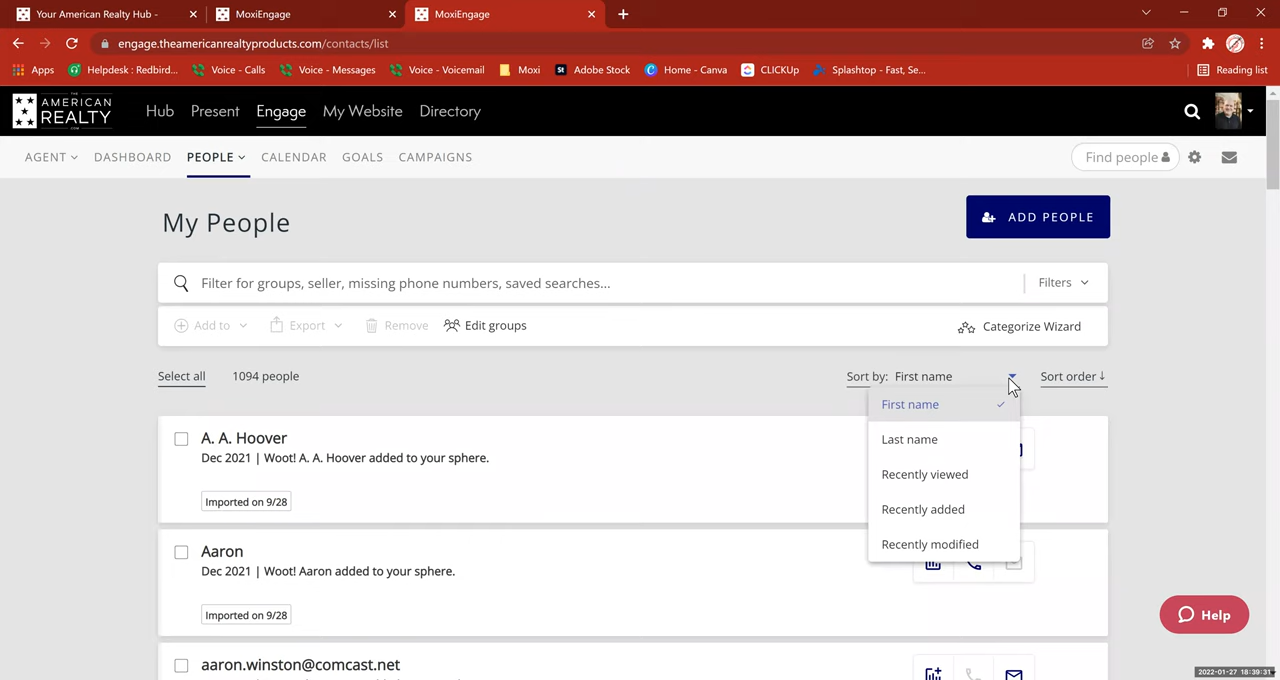 Your American Realty Hub -
MoxiEngage
MoxiEngage
engage.theamericanrealtyproducts.com/contacts/list
Apps
Helpdesk : Redbird...
Voice - Calls
Voice - Messages
Voice - Voicemail
Moxi
Adobe Stock
Home - Canva
CLICKUp
Splashtop - Fast, Se...
Reading list
THE
AMERICAN
REALTY
.COM
Hub
Present
Engage
My Website
Directory
AGENT
DASHBOARD
PEOPLE
CALENDAR
GOALS
CAMPAIGNS
Find people
My People
ADD PEOPLE
Filter for groups, seller, missing phone numbers, saved searches...
Filters
Add to
Export
Remove
Edit groups
Categorize Wizard
Select all
1094 people
Sort by: First name
Sort order
First name
Last name
Recently viewed
Recently added
Recently modified
A. A. Hoover
Dec 2021 | Woot! A. A. Hoover added to your sphere.
Imported on 9/28
Aaron
Dec 2021 | Woot! Aaron added to your sphere.
Imported on 9/28
aaron.winston@comcast.net
Help
2022-01-27 18:39:31